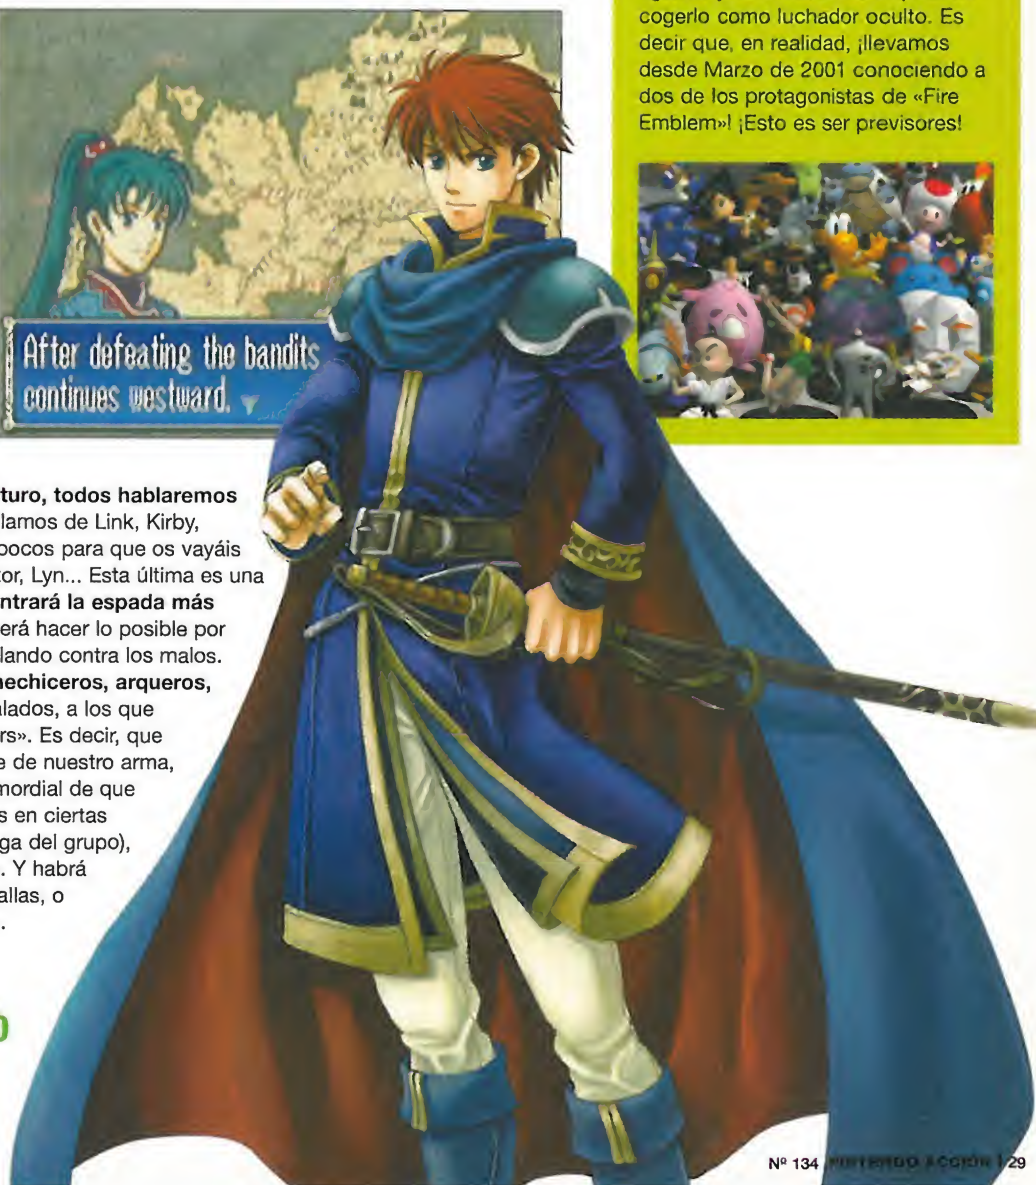 cogerlo como luchador oculto. Es
decir que, en realidad, ¡llevamos
desde Marzo de 2001 conociendo a
dos de los protagonistas de «Fire
Emblem»! ¡Esto es ser previsores!
After defeating the bandits
continues westward.
turo, todos hablaremos
lamos de Link, Kirby,
pocos para que os vayáis
tor, Lyn... Esta última es una
ntrará la espada más
erá hacer lo posible por
lando contra los malos.
hechiceros, arqueros,
alados, a los que
rs». Es decir, que
e de nuestro arma,
mordial de que
s en ciertas
ga del grupo),
. Y habrá
allas, o
.
Nº 134 NINTENDO ACCIÓN 29